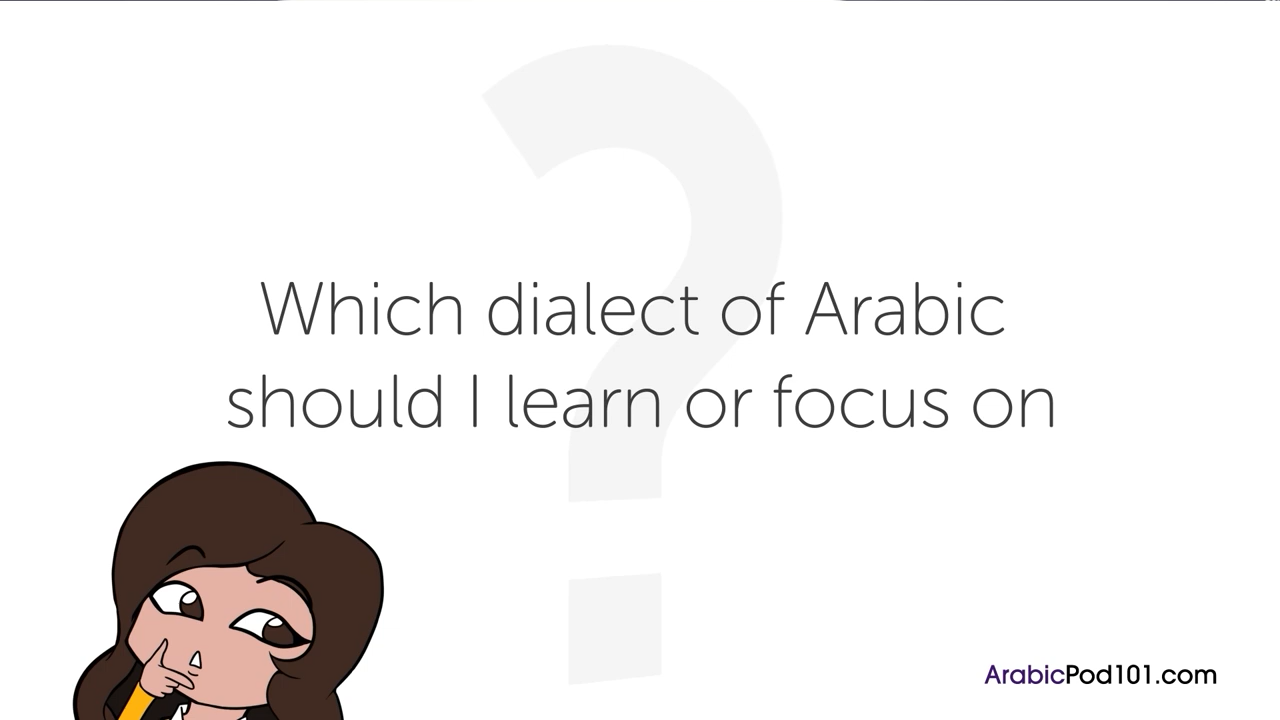 Which dialect of Arabic
should I learn or focus on
ArabicPod101.com